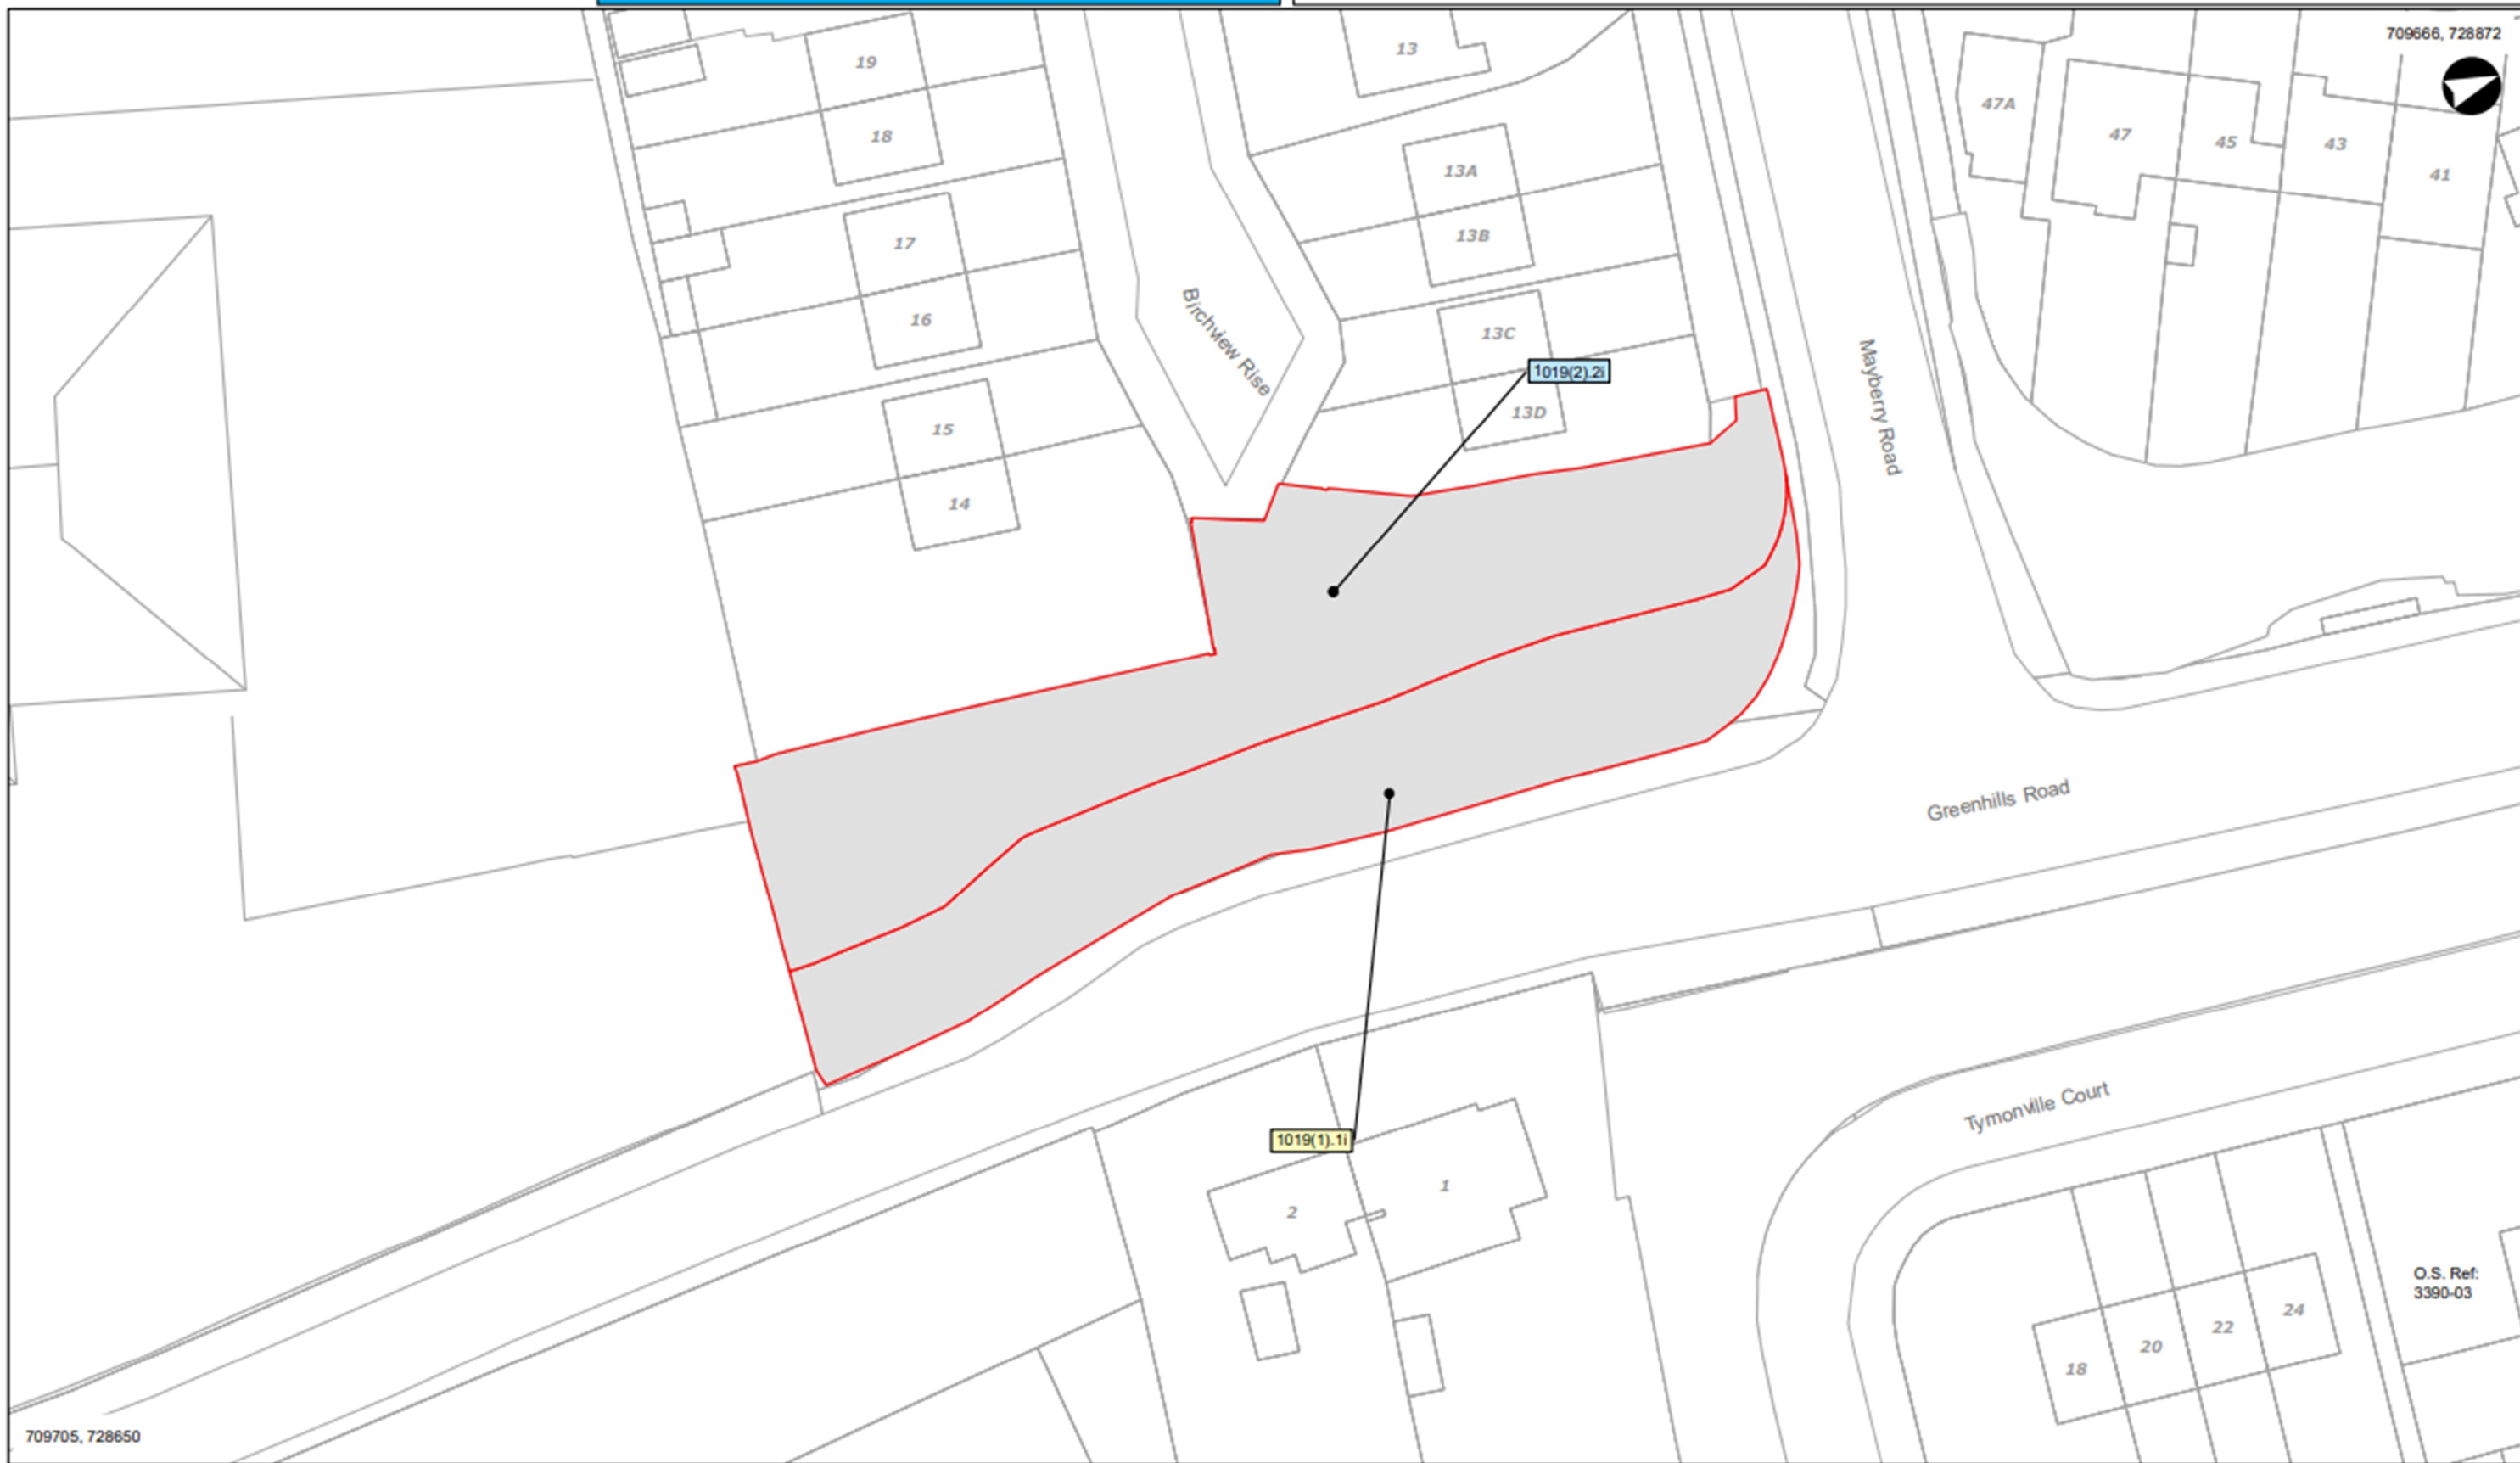 709666, 728872
19
13
18
47A
47
45
43
41
13A
13B
17
16
Birchview Rise
13C
1019(2).2i
13D
Mayberry Road
15
14
Greenhills Road
Tymonville Court
1019(1).1i
1
2
O.S. Ref:
3390-03
24
22
20
18
709705, 728650